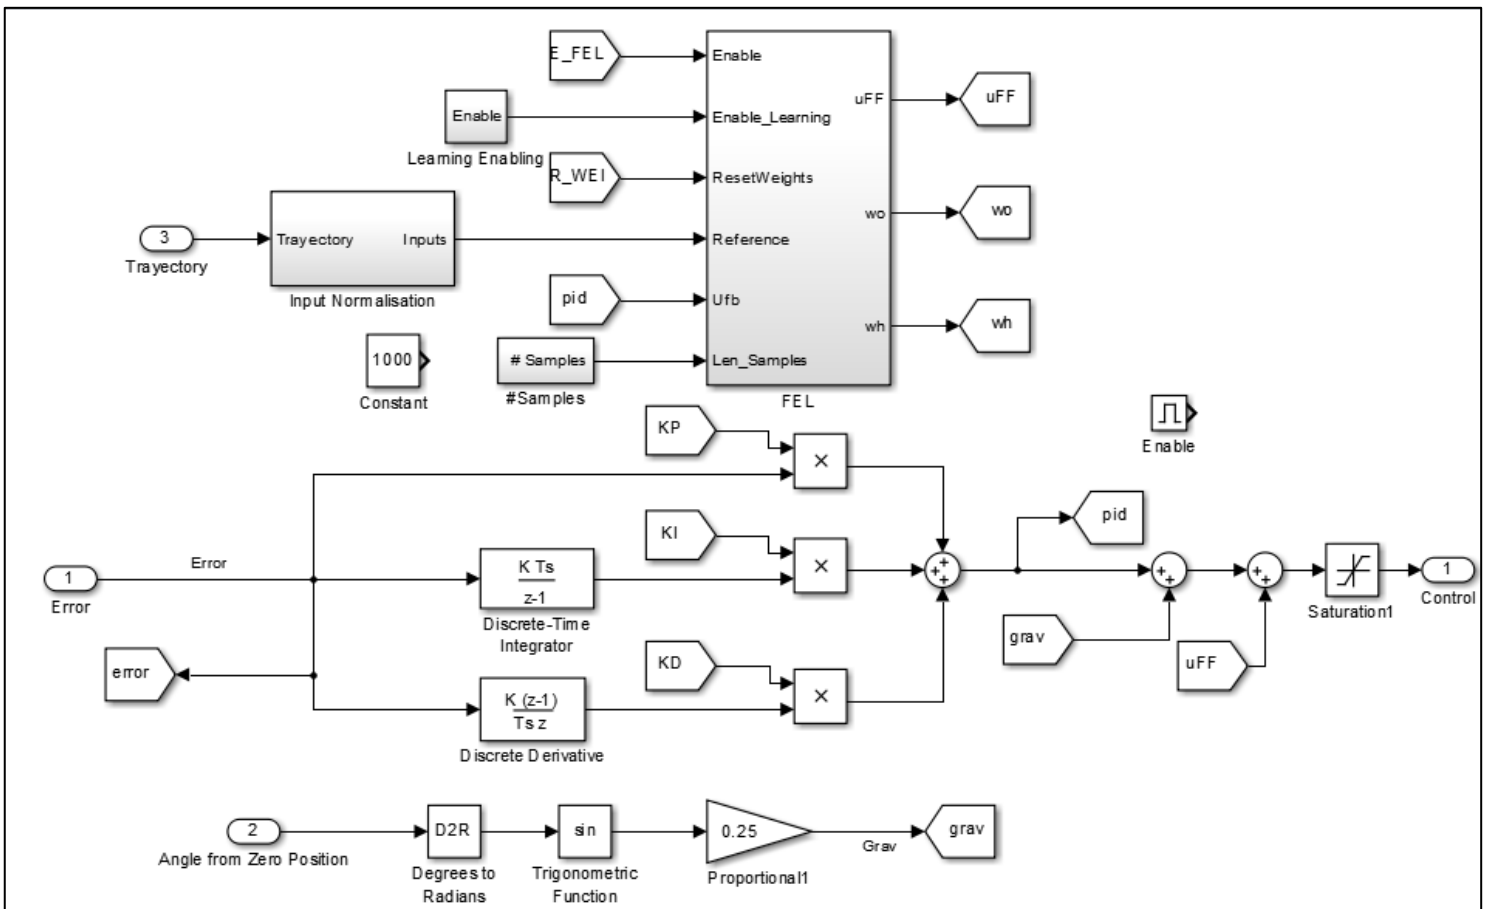 E_FEL
Enable
uFF
uFF
Enable
Enable_Learning
Learning Enabling
R_WEI
ResetWeights
wo
wo
3
Trayectory
Inputs
Reference
Trayectory
Input Normalisation
pid
Ufb
wh
wh
1000
# Samples
Len_Samples
Constant
#Samples
FEL
KP
×
Enable
KI
pid
Error
K Ts
z-1
×
+
+
+
+
+
+
+
1
Error
Discrete-Time
Integrator
Saturation1
1
Control
grav
uFF
error
KD
K (z-1)
Ts z
×
Discrete Derivative
2
Angle from Zero Position
D2R
Degrees to
Radians
sin
Trigonometric
Function
0.25
Proportional1
Grav
grav